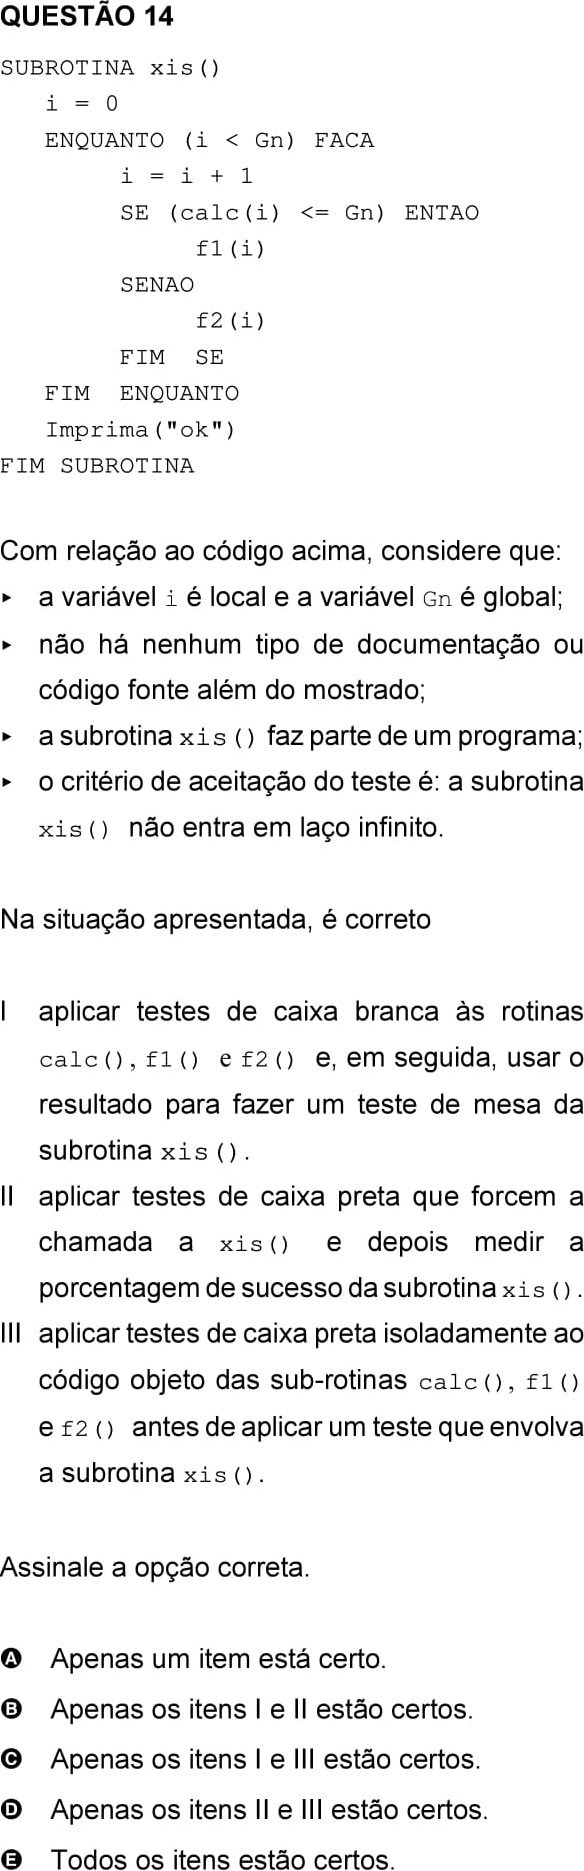 QUESTÃO 14
SUBROTINA xis()
i = 0
ENQUANTO (i < Gn) FACA
i = i + 1
SE (calc(i) <= Gn) ENTAO
f1(i)
SENAO
f2(i)
FIM SE
FIM ENQUANTO
Imprima("ok")
FIM SUBROTINA
Com relação ao código acima, considere que:
‣ a variável i é local e a variável Gn é global;
‣ não há nenhum tipo de documentação ou
código fonte além do mostrado;
‣ a subrotina xis() faz parte de um programa;
‣ o critério de aceitação do teste é: a subrotina
xis() não entra em laço infinito.
Na situação apresentada, é correto
I aplicar testes de caixa branca às rotinas
calc(), f1() e f2() e, em seguida, usar o
resultado para fazer um teste de mesa da
subrotina xis().
II aplicar testes de caixa preta que forcem a
chamada a xis() e depois medir a
porcentagem de sucesso da subrotina xis().
III aplicar testes de caixa preta isoladamente ao
código objeto das sub-rotinas calc(), f1()
e f2() antes de aplicar um teste que envolva
a subrotina xis().
Assinale a opção correta.
A Apenas um item está certo.
B Apenas os itens I e II estão certos.
C Apenas os itens I e III estão certos.
D Apenas os itens II e III estão certos.
E Todos os itens estão certos.